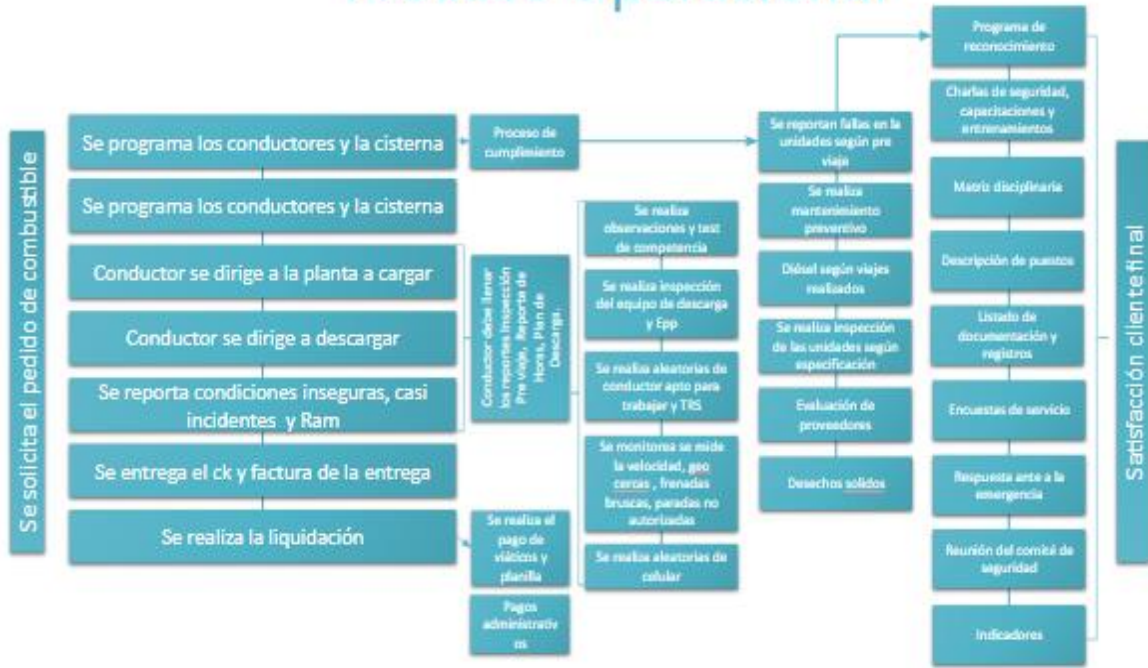 Se solicita el pedido de combustible
Se programa los conductores y la cisterna
Se programa los conductores y la cisterna
Conductor se dirige a la planta a cargar
Conductor se dirige a descargar
Se reporta condiciones inseguras, casi
incidentes y Ram
Se entrega el ck y factura de la entrega
Se realiza la liquidación
Proceso de
cumplimiento
Conductor debe llenar
los reportes Inspección
Pre viaje, Reporte de
Horas, Plan de
Descarga.
Se realiza el
pago de
viáticos y
planilla
Pagos
administrativ
os
Se realiza
observaciones y test
de competencia
Se realiza inspección
del equipo de descarga
y Epp
Se realiza aleatorias de
conductor apto para
trabajar y TRS
Se monitorea se mide
la velocidad, geo
cercas , frenadas
bruscas, paradas no
autorizadas
Se realiza aleatorias de
celular
Se reportan fallas en la
unidades según pre
viaje
Se realiza
mantenimiento
preventivo
Diésel según viajes
realizados
Se realiza inspección
de las unidades según
especificación
Evaluación de
proveedores
Desechos solidos
Programa de
reconocimiento
Charlas de seguridad,
capacitaciones y
entrenamientos
Matriz disciplinaria
Descripción de puestos
Listado de
documentación y
registros
Encuestas de servicio
Respuesta ante a la
emergencia
Reunión del comité de
seguridad
Indicadores
Satisfacción cliente final